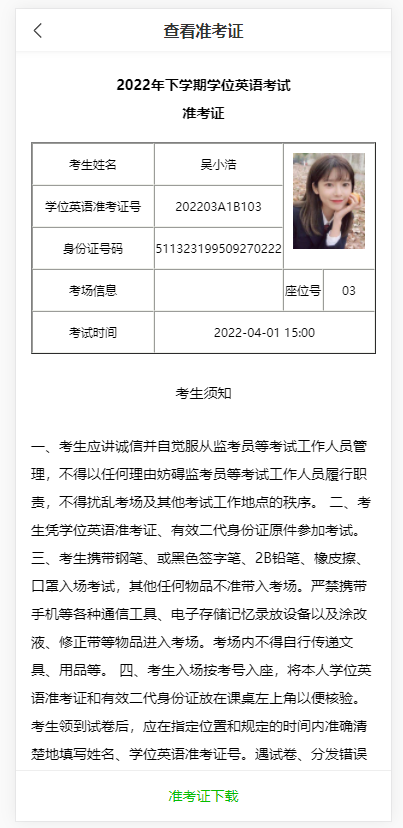 查看准考证
2022年下学期学位英语考试
准考证
考生姓名 吴小浩
学位英语准考证号 202203A1B103
身份证号码 511323199509270222
考场信息 座位号 03
考试时间 2022-04-01 15:00
考生须知
一、考生应讲诚信并自觉服从监考员等考试工作人员管
理，不得以任何理由妨碍监考员等考试工作人员履行职
责，不得扰乱考场及其他考试工作地点的秩序。 二、考
生凭学位英语准考证、有效二代身份证原件参加考试。
三、考生携带钢笔、或黑色签字笔、2B铅笔、橡皮擦、
口罩入场考试，其他任何物品不准带入考场。严禁携带
手机等各种通信工具、电子存储记忆录放设备以及涂改
液、修正带等物品进入考场。考场内不得自行传递文
具、用品等。 四、考生入场按考号入座，将本人学位英
语准考证和有效二代身份证放在课桌左上角以便核验。
考生领到试卷后，应在指定位置和规定的时间内准确清
楚地填写姓名、学位英语准考证号。遇试卷、分发错误
准考证下载